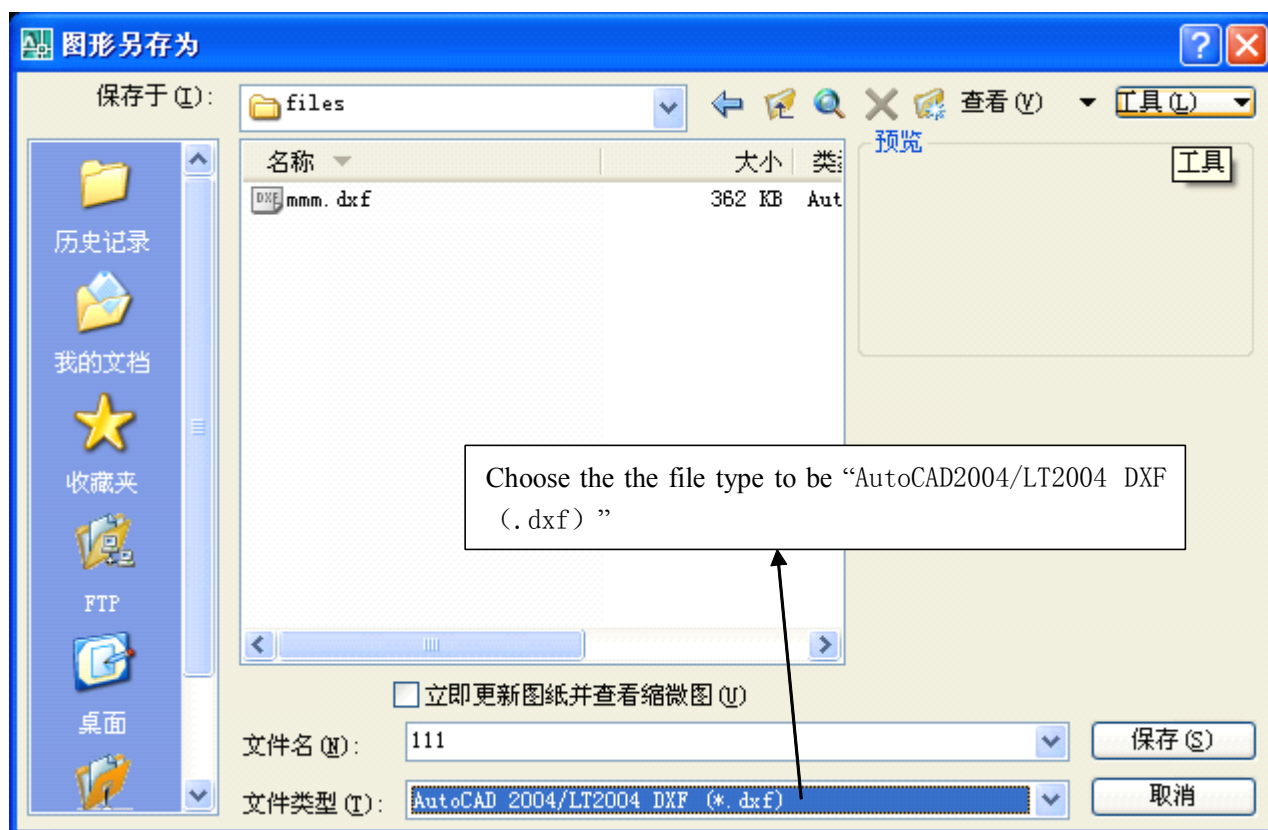 图形另存为
保存于(I):
files
查看(V)
工具(L)
名称
大小
类
预览
工具
DXF
mmm.dxf
362 KB
Aut
历史记录
我的文档
收藏夹
FTP
桌面
Choose the the file type to be “AutoCAD2004/LT2004 DXF
（.dxf）”
立即更新图纸并查看缩微图(U)
文件名(N):
111
保存(S)
文件类型(T):
AutoCAD 2004/LT2004 DXF (*.dxf)
取消